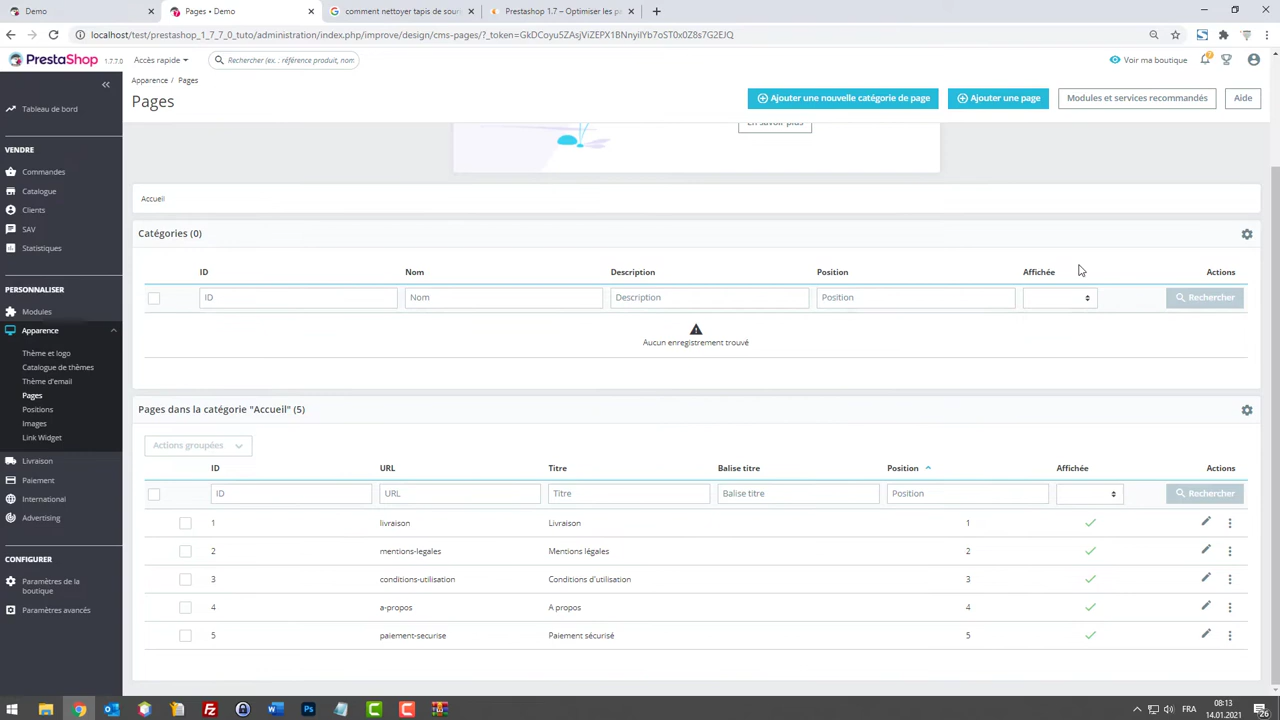 Demo
Pages • Demo
comment nettoyer tapis de sour
Prestashop 1.7 – Optimiser les pa
localhost/test/prestashop_1_7_7_0_tuto/administration/index.php/improve/design/cms-pages/?_token=GkDCoyu5ZAsjViZEPX1BNnyiIYb7oST0x0Z8s7G2EJQ
PrestaShop 1.7.7.0
Accès rapide
Rechercher (ex. : référence produit, nom
Voir ma boutique
Apparence / Pages
Pages
Ajouter une nouvelle catégorie de page
Ajouter une page
Modules et services recommandés
Aide
En savoir plus
Tableau de bord
VENDRE
Commandes
Catalogue
Clients
SAV
Statistiques
PERSONNALISER
Modules
Apparence
Thème et logo
Catalogue de thèmes
Thème d'email
Pages
Positions
Images
Link Widget
Livraison
Paiement
International
Advertising
CONFIGURER
Paramètres de la
boutique
Paramètres avancés
Accueil
Catégories (0)
ID Nom Description Position Affichée Actions
ID Nom Description Position Rechercher
Aucun enregistrement trouvé
Pages dans la catégorie "Accueil" (5)
Actions groupées
ID URL Titre Balise titre Position Affichée Actions
ID URL Titre Balise titre Position Rechercher
1 livraison Livraison 1
2 mentions-legales Mentions légales 2
3 conditions-utilisation Conditions d'utilisation 3
4 a-propos A propos 4
5 paiement-securise Paiement sécurisé 5
FRA
08:13
14.01.2021
26